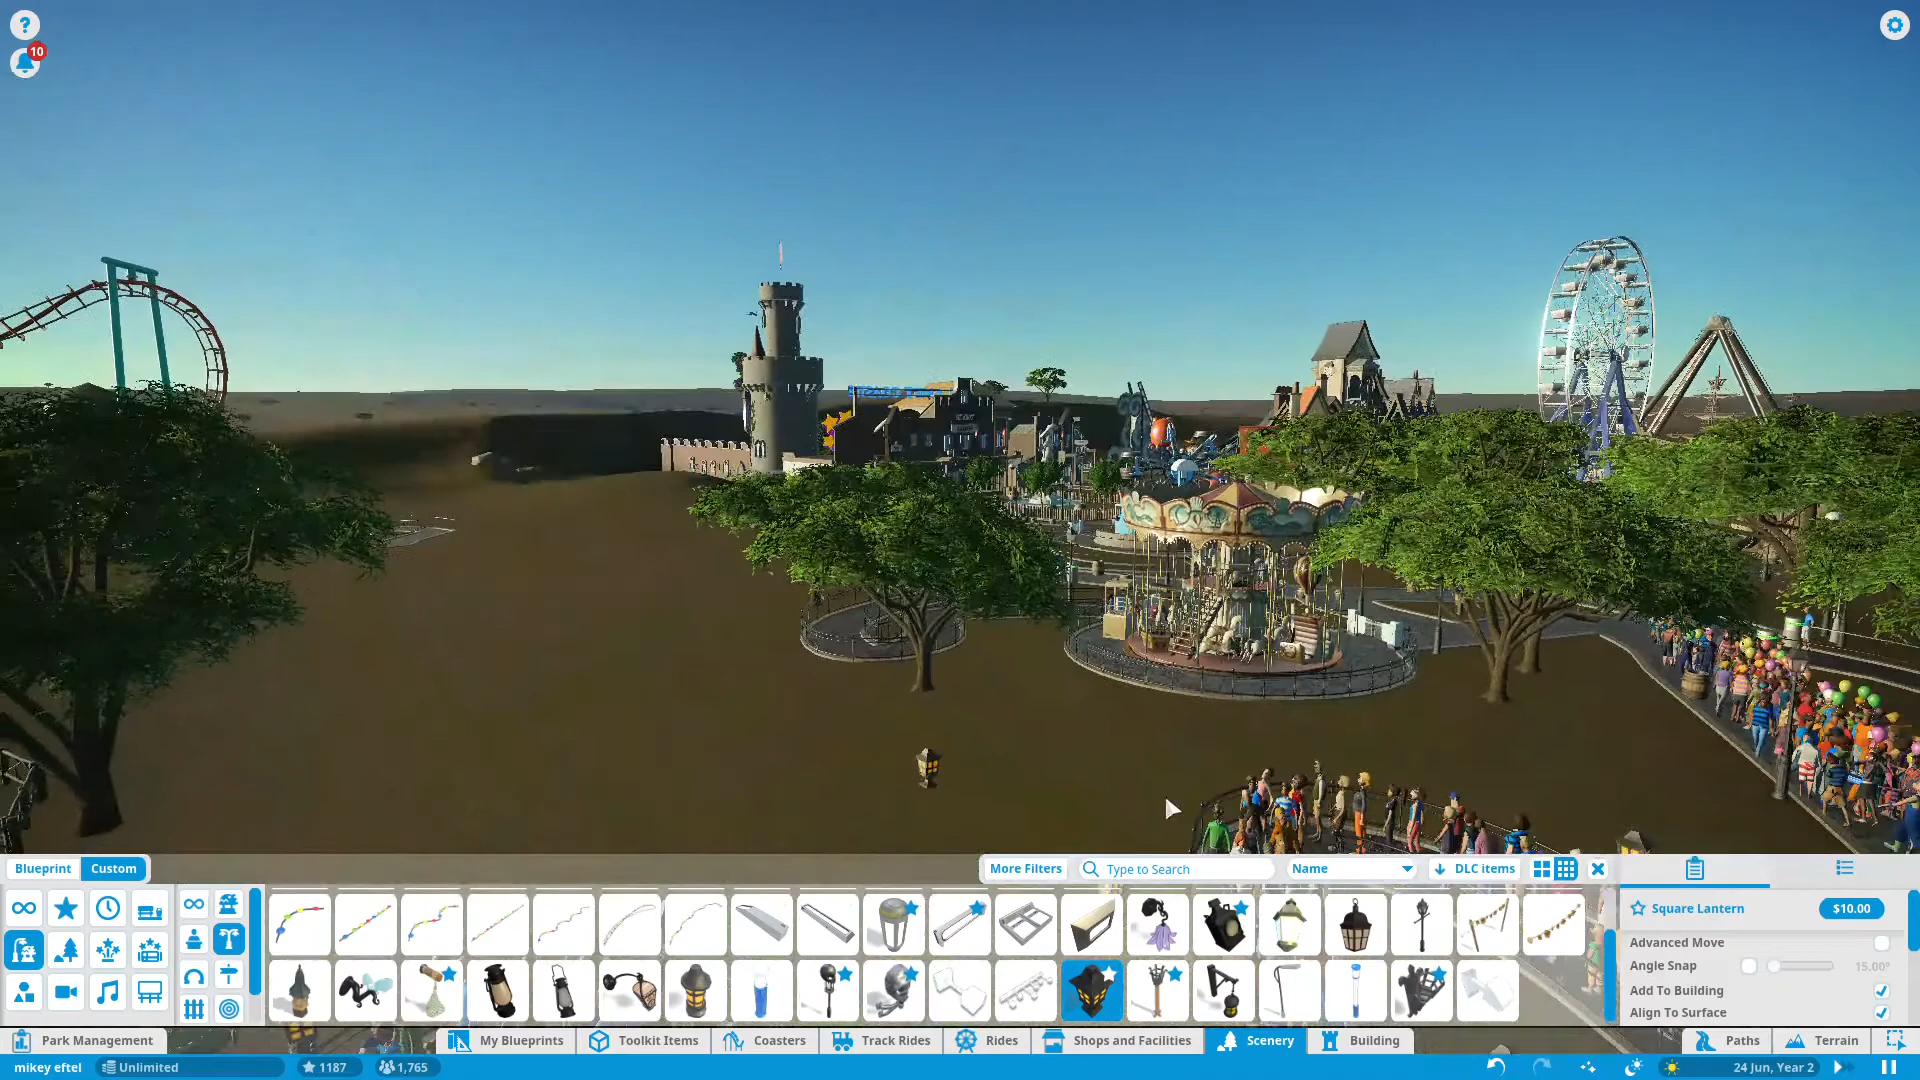 ?
10
Blueprint
Custom
More Filters
Type to Search
Name
DLC items
Square Lantern
$10.00
Advanced Move
Angle Snap
15.00°
Add To Building
Align To Surface
Park Management
My Blueprints
Toolkit Items
Coasters
Track Rides
Rides
Shops and Facilities
Scenery
Building
Paths
Terrain
mikey eftel
Unlimited
1187
1,765
24 Jun, Year 2